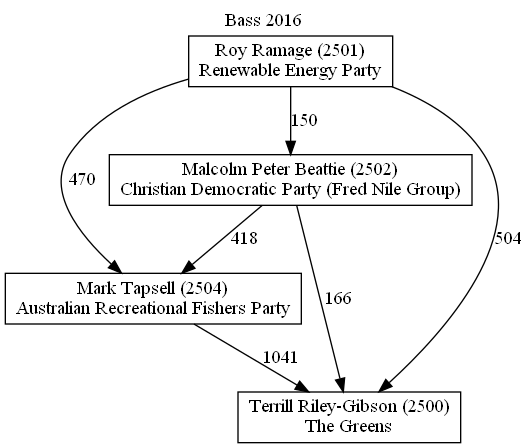 Bass 2016
Roy Ramage (2501)
Renewable Energy Party
150
Malcolm Peter Beattie (2502)
Christian Democratic Party (Fred Nile Group)
470
418
504
Mark Tapsell (2504)
Australian Recreational Fishers Party
166
1041
Terrill Riley-Gibson (2500)
The Greens